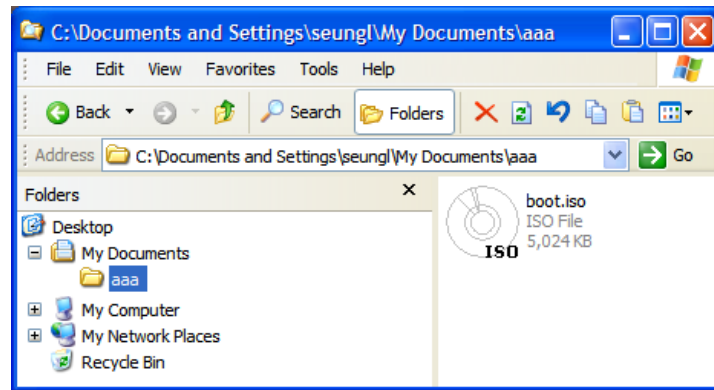 C:\Documents and Settings\seungl\My Documents\aaa
File Edit View Favorites Tools Help
Back Search Folders
Address C:\Documents and Settings\seungl\My Documents\aaa Go
Folders
Desktop
My Documents
aaa
My Computer
My Network Places
Recycle Bin
boot.iso
ISO File
5,024 KB
ISO